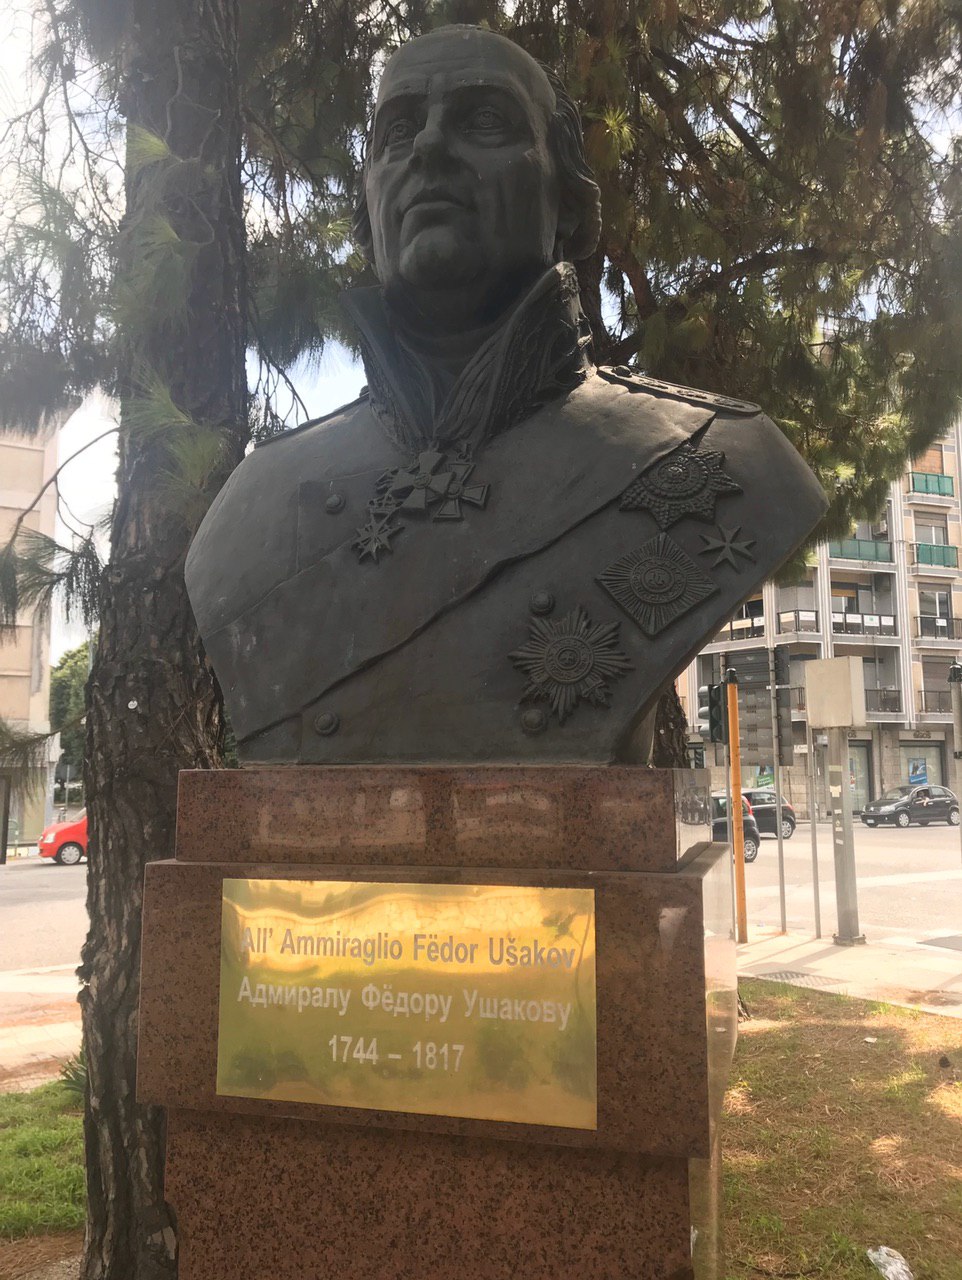 All' Ammiraglio Fëdor Ušakov
Адмиралу Фёдору Ушакову
1744 – 1817